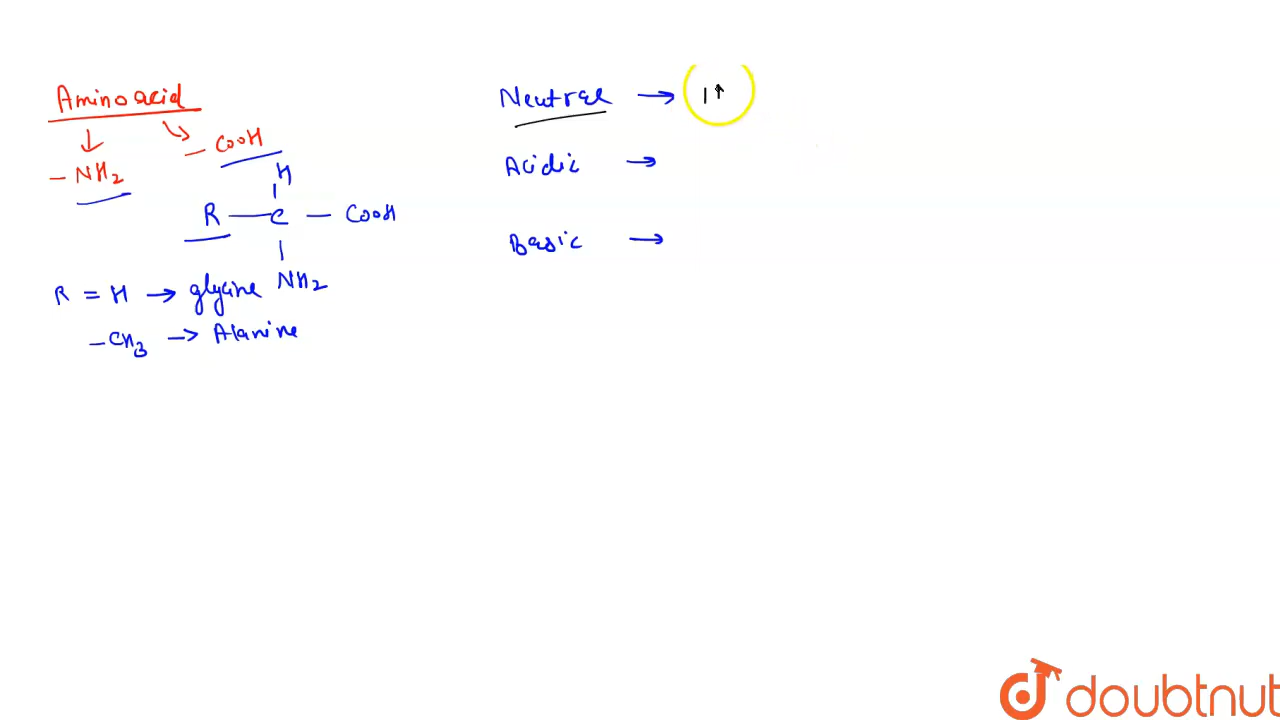 Aminoacid
- NH2
- COOH
H
R - C - COOH
NH2
R = H → glycine
- CH3 → Alanine
Neutral →
Acidic →
Basic →
doubtnut